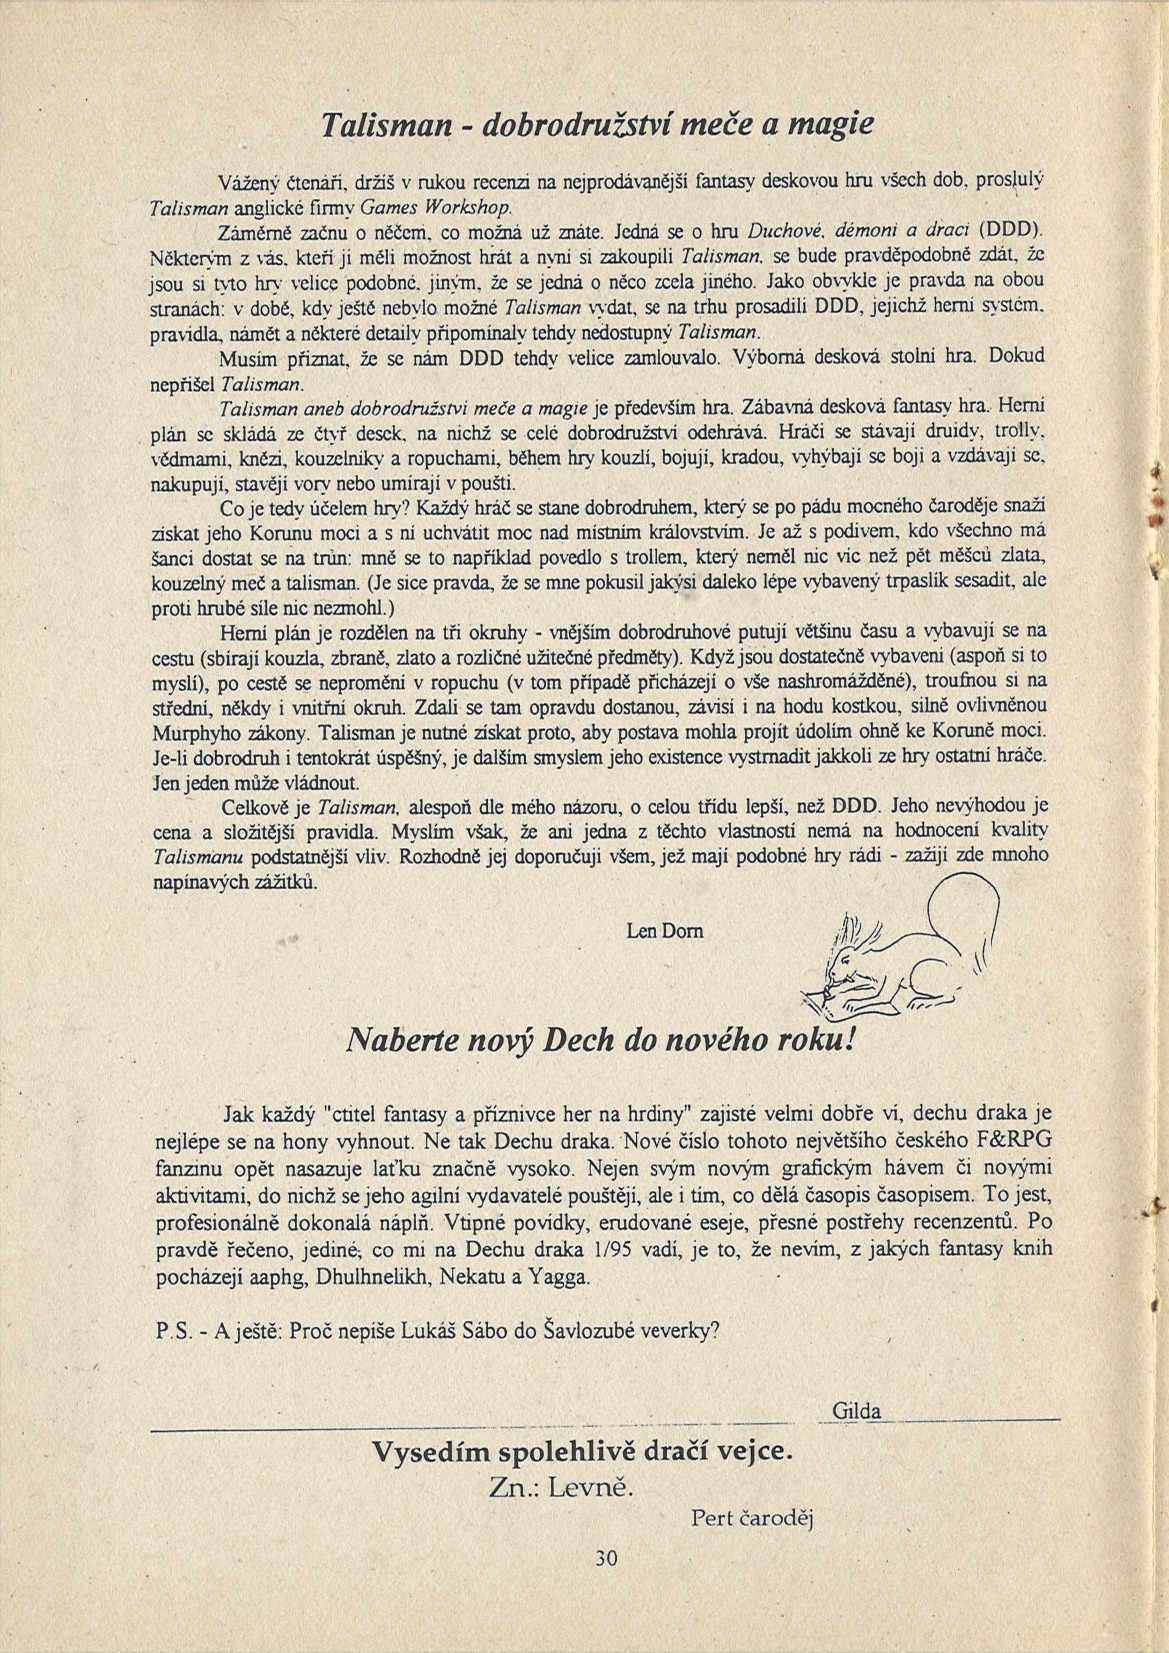 Talisman - dobrodružství meče a magie
Vážený čtenáři, držíš v rukou recenzi na nejprodávanější fantasy deskovou hru všech dob, proslulý
Talisman anglické firmy Games Workshop.
Záměrně začnu o něčem, co možná už znáte. Jedná se o hru Duchové, démoni a draci (DDD).
Některým z vás, kteří ji měli možnost hrát a nyní si zakoupili Talisman, se bude pravděpodobně zdát, že
jsou si tyto hry velice podobné, jiným, že se jedná o něco zcela jiného. Jako obvykle je pravda na obou
stranách: v době, kdy ještě nebylo možné Talisman vydat, se na trhu prosadili DDD, jejichž herní systém,
pravidla, námět a některé detaily připomínaly tehdy nedostupný Talisman.
Musím přiznat, že se nám DDD tehdy velice zamlouvalo. Výborná desková stolní hra. Dokud
nepřišel Talisman.
Talisman aneb dobrodružství meče a magie je především hra. Zábavná desková fantasy hra. Herní
plán se skládá ze čtyř desek, na nichž se celé dobrodružství odehrává. Hráči se stávají druidy, trolly,
vědmami, knězi, kouzelníky a ropuchami, během hry kouzlí, bojují, kradou, vyhýbají se boji a vzdávají se,
nakupují, stavějí vory nebo umírají v poušti.
Co je tedy účelem hry? Každý hráč se stane dobrodruhem, který se po pádu mocného čaroděje snaží
získat jeho Korunu moci a s ní uchvátit moc nad místním královstvím. Je až s podivem, kdo všechno má
šanci dostat se na trůn: mně se to například povedlo s trollem, který neměl nic víc než pět měšců zlata,
kouzelný meč a talisman. (Je sice pravda, že se mne pokusil jakýsi daleko lépe vybavený trpaslík sesadit, ale
proti hrubé síle nic nezmohl.)
Herní plán je rozdělen na tři okruhy - vnějším dobrodruhové putují většinu času a vybavují se na
cestu (sbírají kouzla, zbraně, zlato a rozličné užitečné předměty). Když jsou dostatečně vybaveni (aspoň si to
myslí), po cestě se nepromění v ropuchu (v tom případě přicházejí o vše nashromážděné), troufnou si na
střední, někdy i vnitřní okruh. Zdali se tam opravdu dostanou, závisí i na hodu kostkou, silně ovlivněnou
Murphyho zákony. Talisman je nutné získat proto, aby postava mohla projít údolím ohně ke Koruně moci.
Je-li dobrodruh i tentokrát úspěšný, je dalším smyslem jeho existence vystrnadit jakkoli ze hry ostatní hráče.
Jen jeden může vládnout.
Celkově je Talisman, alespoň dle mého názoru, o celou třídu lepší, než DDD. Jeho nevýhodou je
cena a složitější pravidla. Myslím však, že ani jedna z těchto vlastností nemá na hodnocení kvality
Talismanu podstatnější vliv. Rozhodně jej doporučuji všem, jež mají podobné hry rádi - zažijí zde mnoho
napínavých zážitků.
Len Dorn
Naberte nový Dech do nového roku!
Jak každý "ctitel fantasy a příznivce her na hrdiny" zajisté velmi dobře ví, dechu draka je
nejlépe se na hony vyhnout. Ne tak Dechu draka. Nové číslo tohoto největšího českého F&RPG
fanzinu opět nasazuje laťku značně vysoko. Nejen svým novým grafickým hávem či novými
aktivitami, do nichž se jeho agilní vydavatelé pouštějí, ale i tím, co dělá časopis časopisem. To jest,
profesionálně dokonalá náplň. Vtipné povídky, erudované eseje, přesné postřehy recenzentů. Po
pravdě řečeno, jediné, co mi na Dechu draka 1/95 vadí, je to, že nevím, z jakých fantasy knih
pocházejí aaphg, Dhulhnelikh, Nekatu a Yagga.
P.S. - A ještě: Proč nepíše Lukáš Sábo do Šavlozubé veverky?
Gilda
Vysedím spolehlivě dračí vejce.
Zn.: Levně.
Pert čaroděj
30